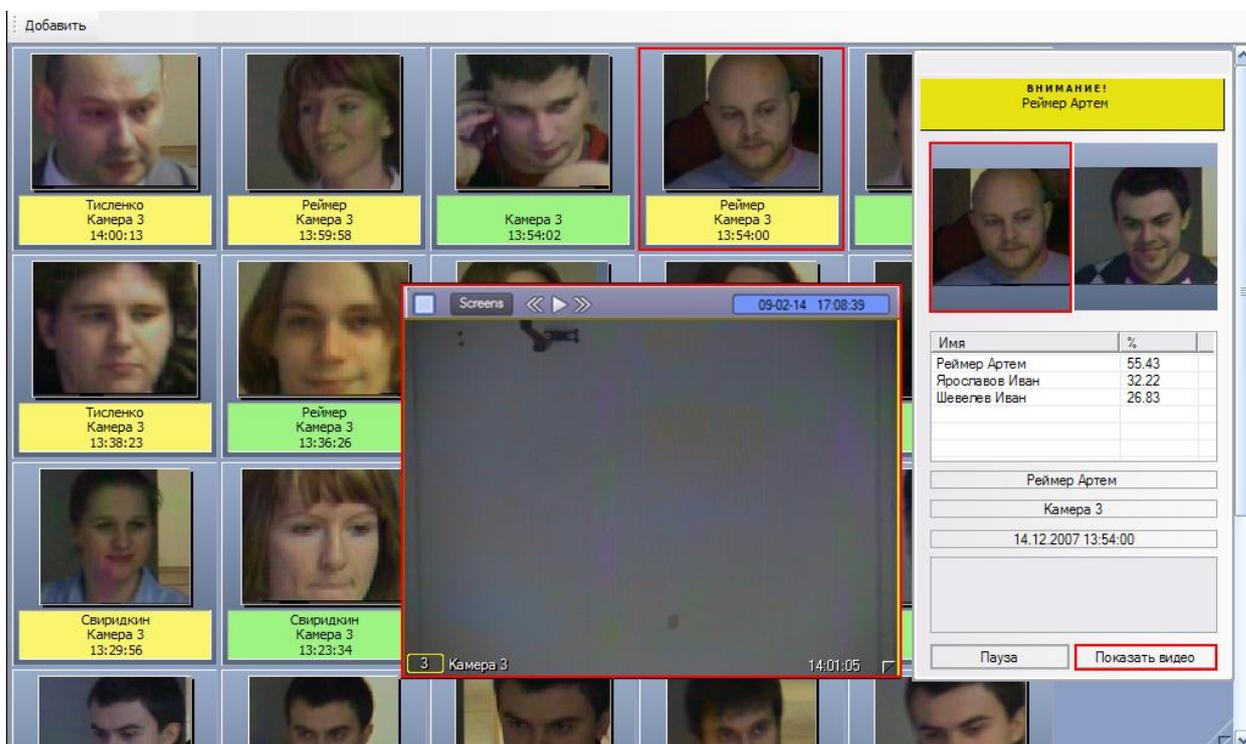 Добавить
Тисленко
Камера 3
14:00:13
Реймер
Камера 3
13:59:58
Камера 3
13:54:02
Реймер
Камера 3
13:54:00
Тисленко
Камера 3
13:38:23
Реймер
Камера 3
13:36:26
Свиридкин
Камера 3
13:29:56
Свиридкин
Камера 3
13:23:34
Screens
09-02-14 17:08:39
3 Камера 3 14:01:05
ВНИМАНИЕ!
Реймер Артем
Имя %
Реймер Артем 55.43
Ярославов Иван 32.22
Шевелев Иван 26.83
Реймер Артем
Камера 3
14.12.2007 13:54:00
Пауза Показать видео